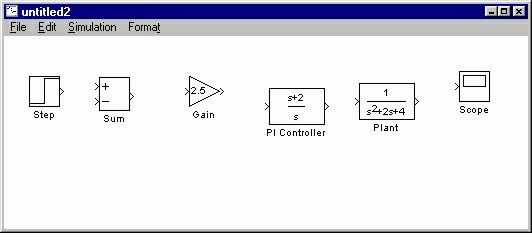 untitled2
File Edit Simulation Format
+
−
2.5
s+2
s
1
s²+2s+4
Step
Sum
Gain
PI Controller
Plant
Scope